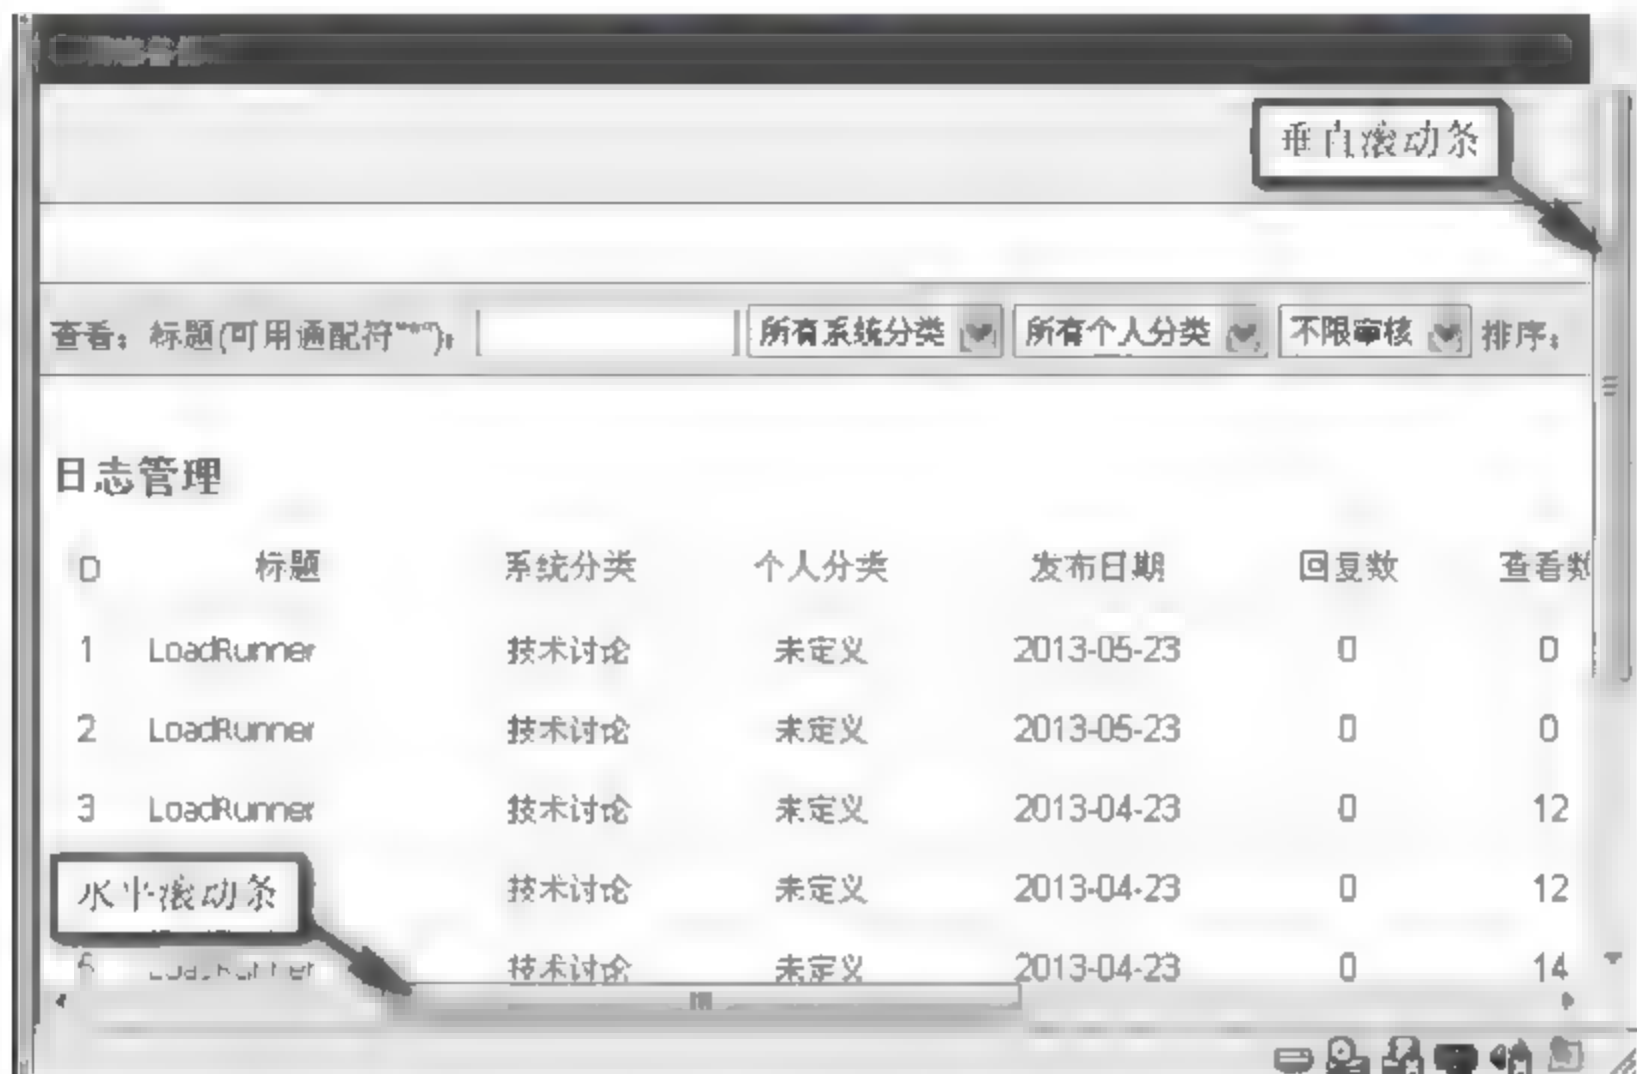 垂直滚动条
查看：标题(可用通配符"*")： 所有系统分类 所有个人分类 不限审核 排序：
日志管理
D 标题 系统分类 个人分类 发布日期 回复数 查看数
1 LoadRunner 技术讨论 未定义 2013-05-23 0 0
2 LoadRunner 技术讨论 未定义 2013-05-23 0 0
3 LoadRunner 技术讨论 未定义 2013-04-23 0 12
水平滚动条 技术讨论 未定义 2013-04-23 0 12
LoadRunner 技术讨论 未定义 2013-04-23 0 14